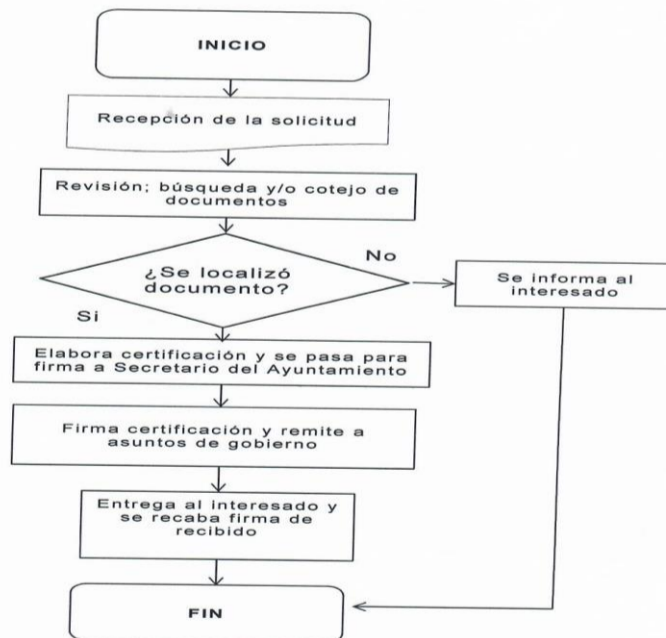 INICIO
Recepción de la solicitud
Revisión; búsqueda y/o cotejo de
documentos
¿Se localizó
documento?
No
Se informa al
interesado
Si
Elabora certificación y se pasa para
firma a Secretario del Ayuntamiento
Firma certificación y remite a
asuntos de gobierno
Entrega al interesado y
se recaba firma de
recibido
FIN